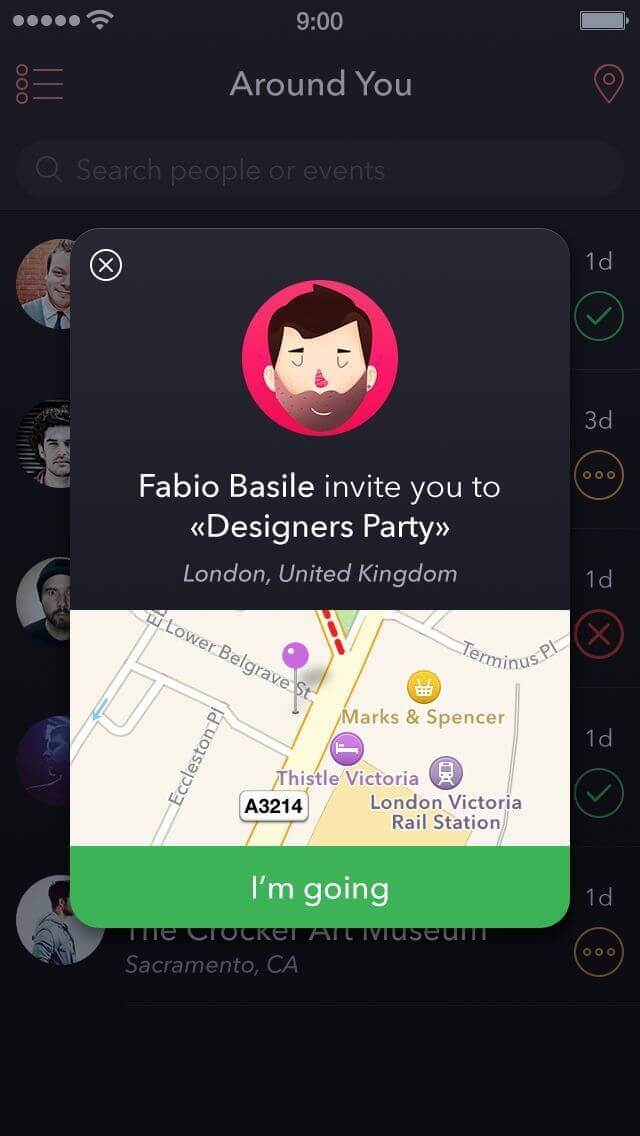 9:00
Around You
Search people or events
1d
3d
1d
1d
1d
Fabio Basile invite you to
«Designers Party»
London, United Kingdom
Lower Belgrave St
Terminus Pl
Eccleston Pl
Marks & Spencer
Thistle Victoria
London Victoria
Rail Station
A3214
I’m going
The Crocker Art Museum
Sacramento, CA